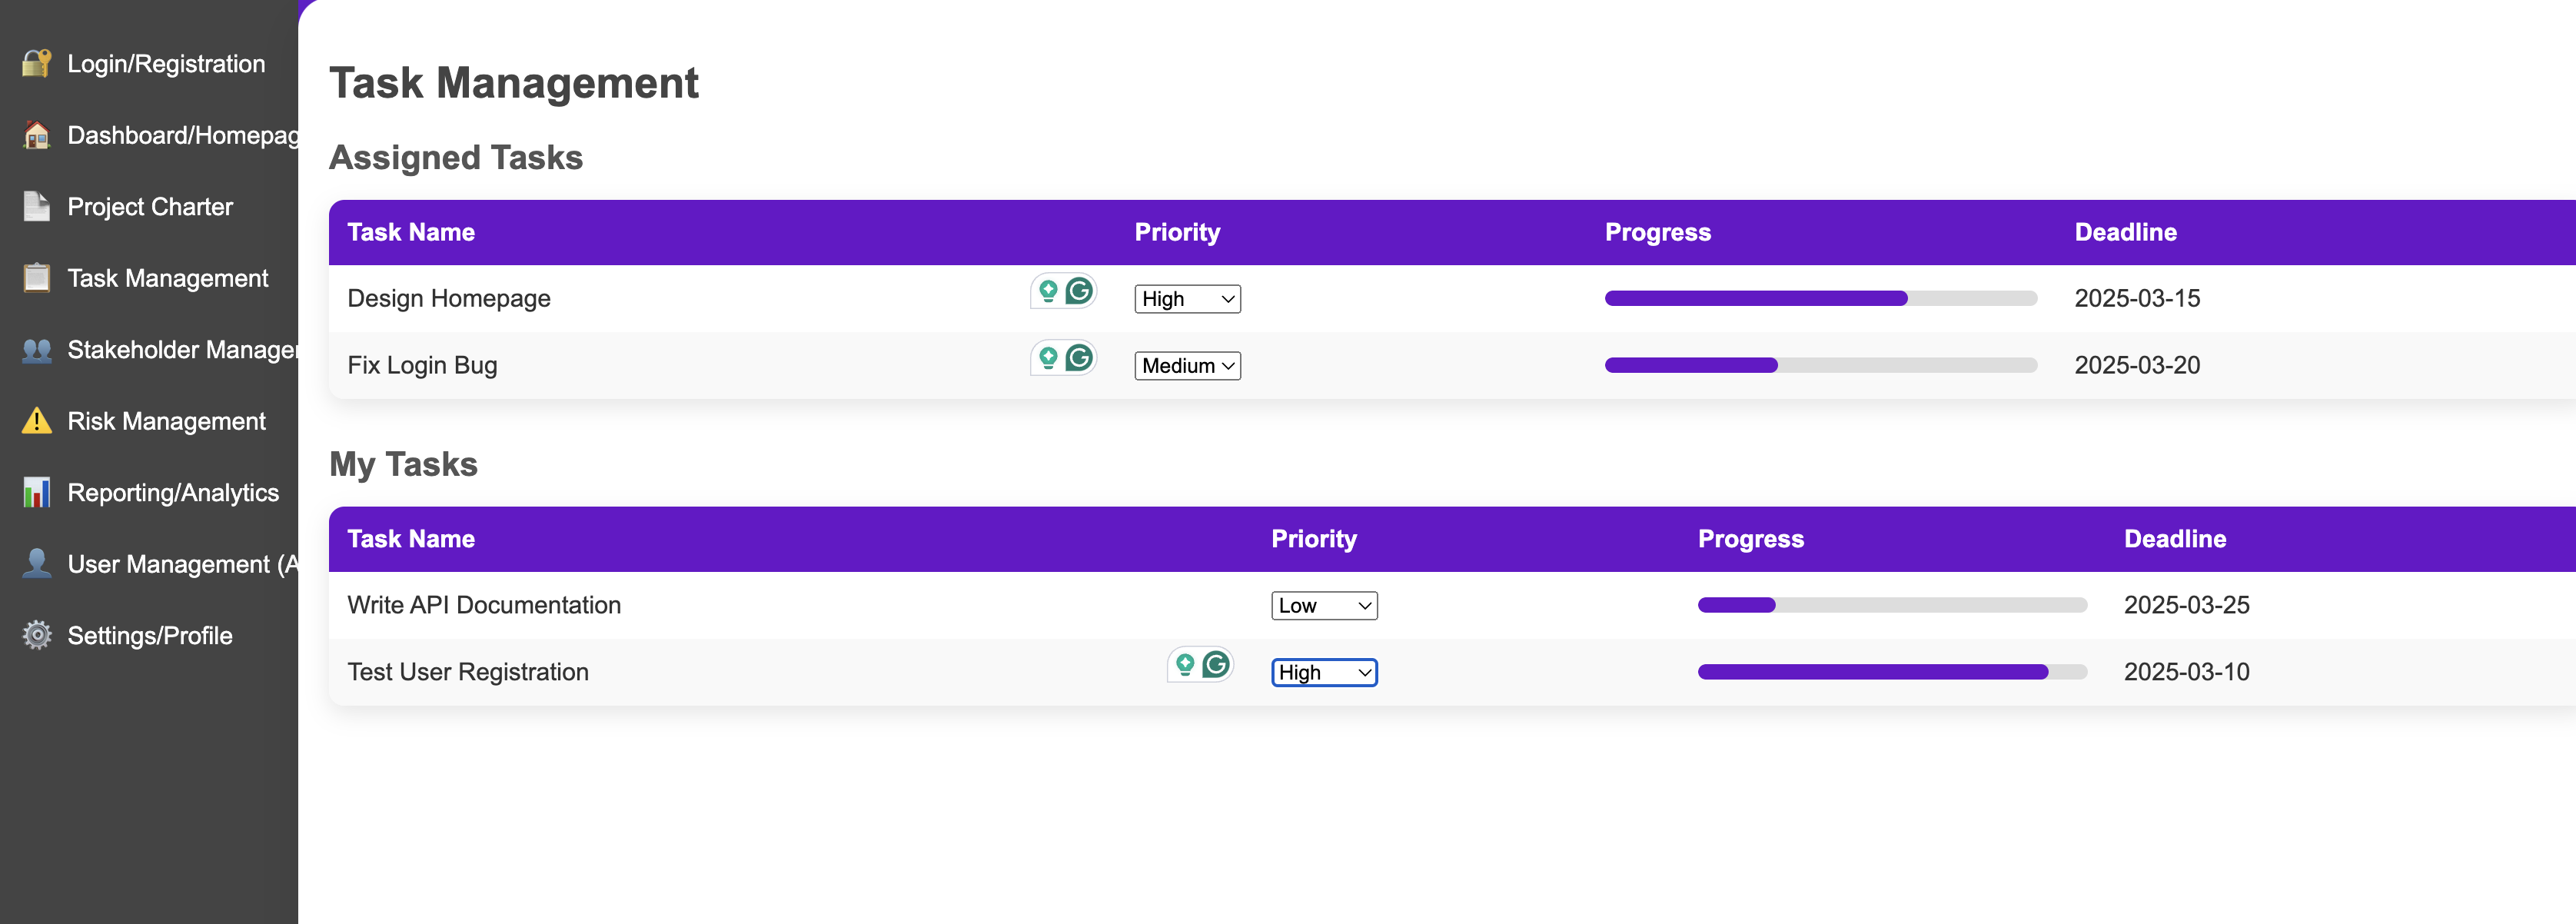 Login/Registration
Dashboard/Homepag
Project Charter
Task Management
Stakeholder Manager
Risk Management
Reporting/Analytics
User Management (A
Settings/Profile
Task Management
Assigned Tasks
Task Name Priority Progress Deadline
Design Homepage High 2025-03-15
Fix Login Bug Medium 2025-03-20
My Tasks
Task Name Priority Progress Deadline
Write API Documentation Low 2025-03-25
Test User Registration High 2025-03-10